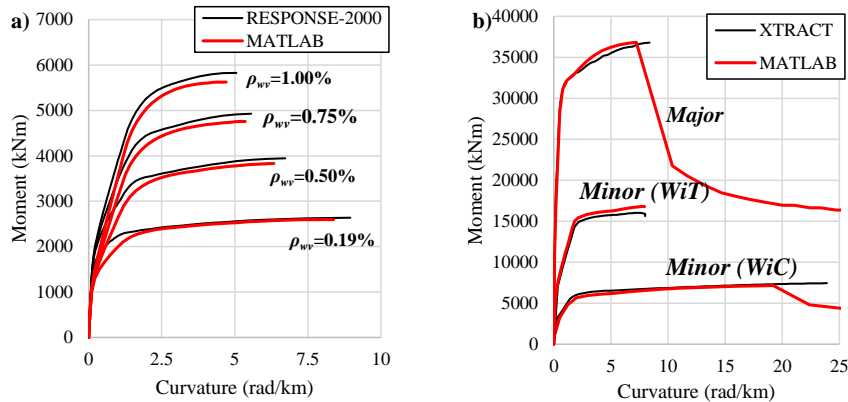 a)
RESPONSE-2000
MATLAB
7000
6000
5000
4000
3000
2000
1000
0
Moment (kNm)
ρwv=1.00%
ρwv=0.75%
ρwv=0.50%
ρwv=0.19%
0 2.5 5 7.5 10
Curvature (rad/km)
b)
XTRACT
MATLAB
40000
35000
30000
25000
20000
15000
10000
5000
0
Moment (kNm)
Major
Minor (WiT)
Minor (WiC)
0 5 10 15 20 25
Curvature (rad/km)